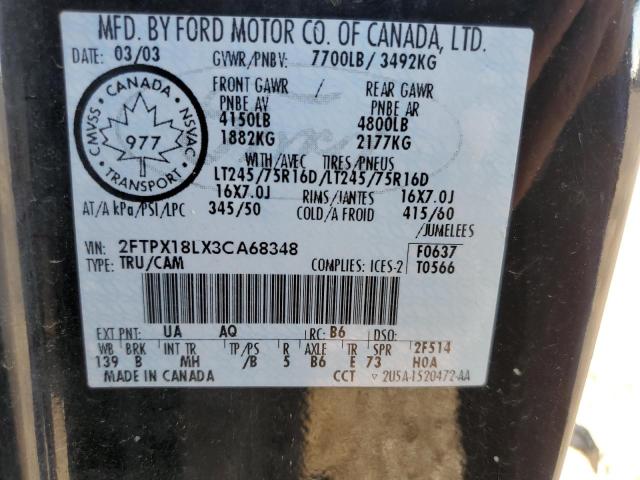 MFD. BY FORD MOTOR CO. OF CANADA, LTD.
DATE: 03/03 GVWR/PNBV: 7700LB/ 3492KG
FRONT GAWR / REAR GAWR
PNBE AV PNBE AR
4150LB 4800LB
1882KG 2177KG
WITH/AVEC TIRES/PNEUS
LT245/75R16D/LT245/75R16D
16X7.0J RIMS/JANTES 16X7.0J
AT/A kPa/PSI/LPC 345/50 COLD/A FROID 415/60
/JUMELEES
CMVSS CANADA NSVAC
977
TRANSPORT
VIN: 2FTPX18LX3CA68348 F0637
TYPE: TRU/CAM COMPLIES: ICES-2 T0566
EXT PNT: UA AQ RC: B6 DSO:
WB BRK INT TR TP/PS R AXLE TR SPR 2F514
139 B MH /B 5 B6 E 73 HOA
MADE IN CANADA CCT ▽ 2U5A-1520472-AA